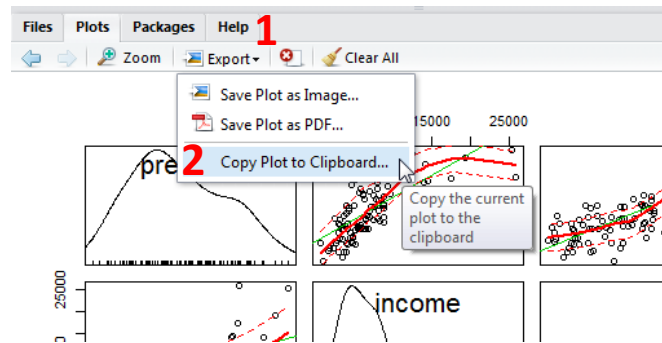 Files Plots Packages Help 1
Zoom Export Clear All
Save Plot as Image...
Save Plot as PDF...
2 Copy Plot to Clipboard...
Copy the current
plot to the
clipboard
15000 25000
pre
income
25000